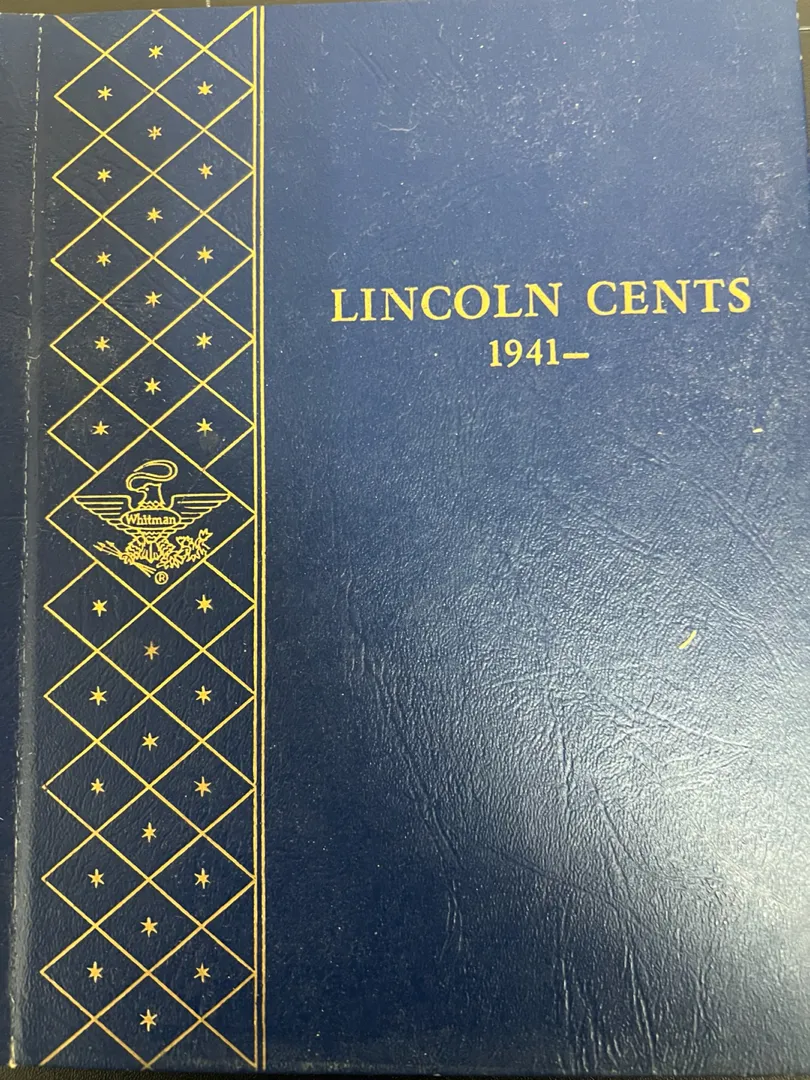 LINCOLN CENTS
1941—
Whitman
®